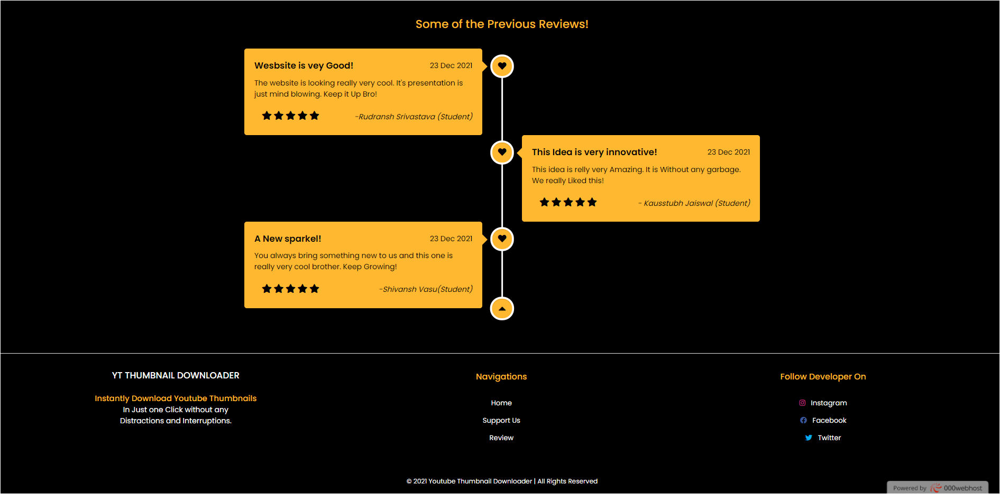 Some of the Previous Reviews!
Wesbsite is vey Good! 23 Dec 2021
The website is looking really very cool. It's presentation is
just mind blowing. Keep it Up Bro!
-Rudransh Srivastava (Student)
This Idea is very innovative! 23 Dec 2021
This idea is relly very Amazing. It is Without any garbage.
We really Liked this!
- Kausstubh Jaiswal (Student)
A New sparkel! 23 Dec 2021
You always bring something new to us and this one is
really very cool brother. Keep Growing!
-Shivansh Vasu(Student)
YT THUMBNAIL DOWNLOADER
Instantly Download Youtube Thumbnails
In Just one Click without any
Distractions and Interruptions.
Navigations
Home
Support Us
Review
Follow Developer On
Instagram
Facebook
Twitter
© 2021 Youtube Thumbnail Downloader | All Rights Reserved
Powered by 000webhost